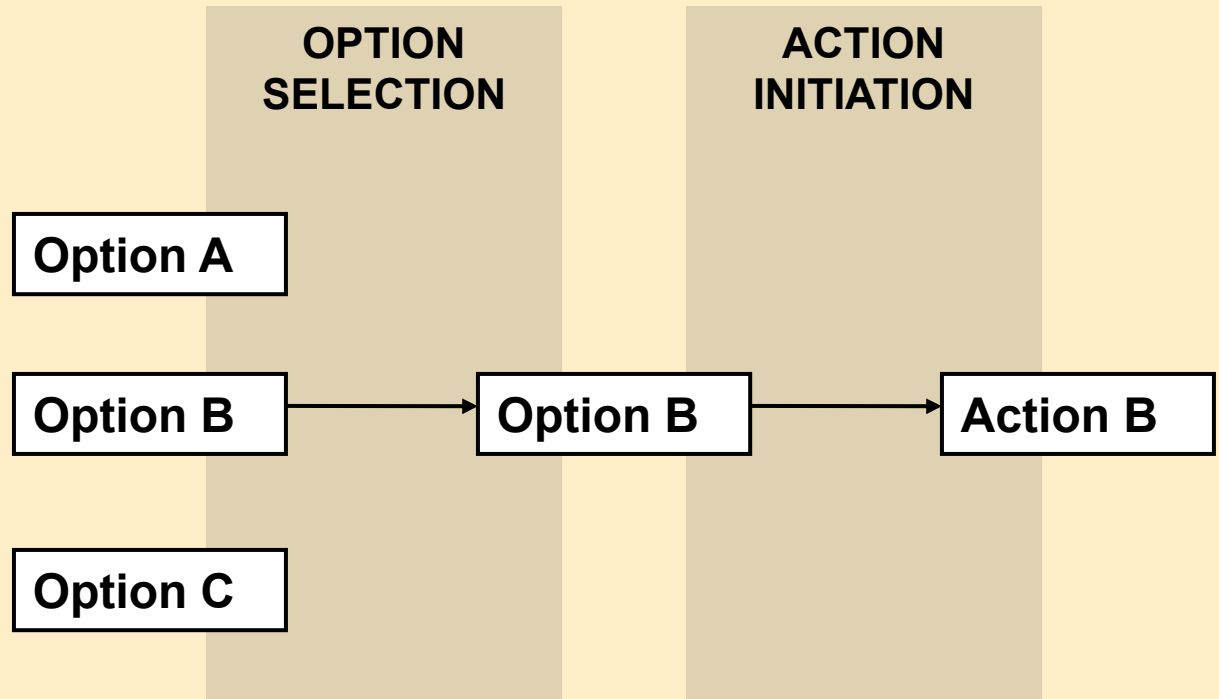 OPTION
SELECTION
ACTION
INITIATION
Option A
Option B
Option B
Action B
Option C